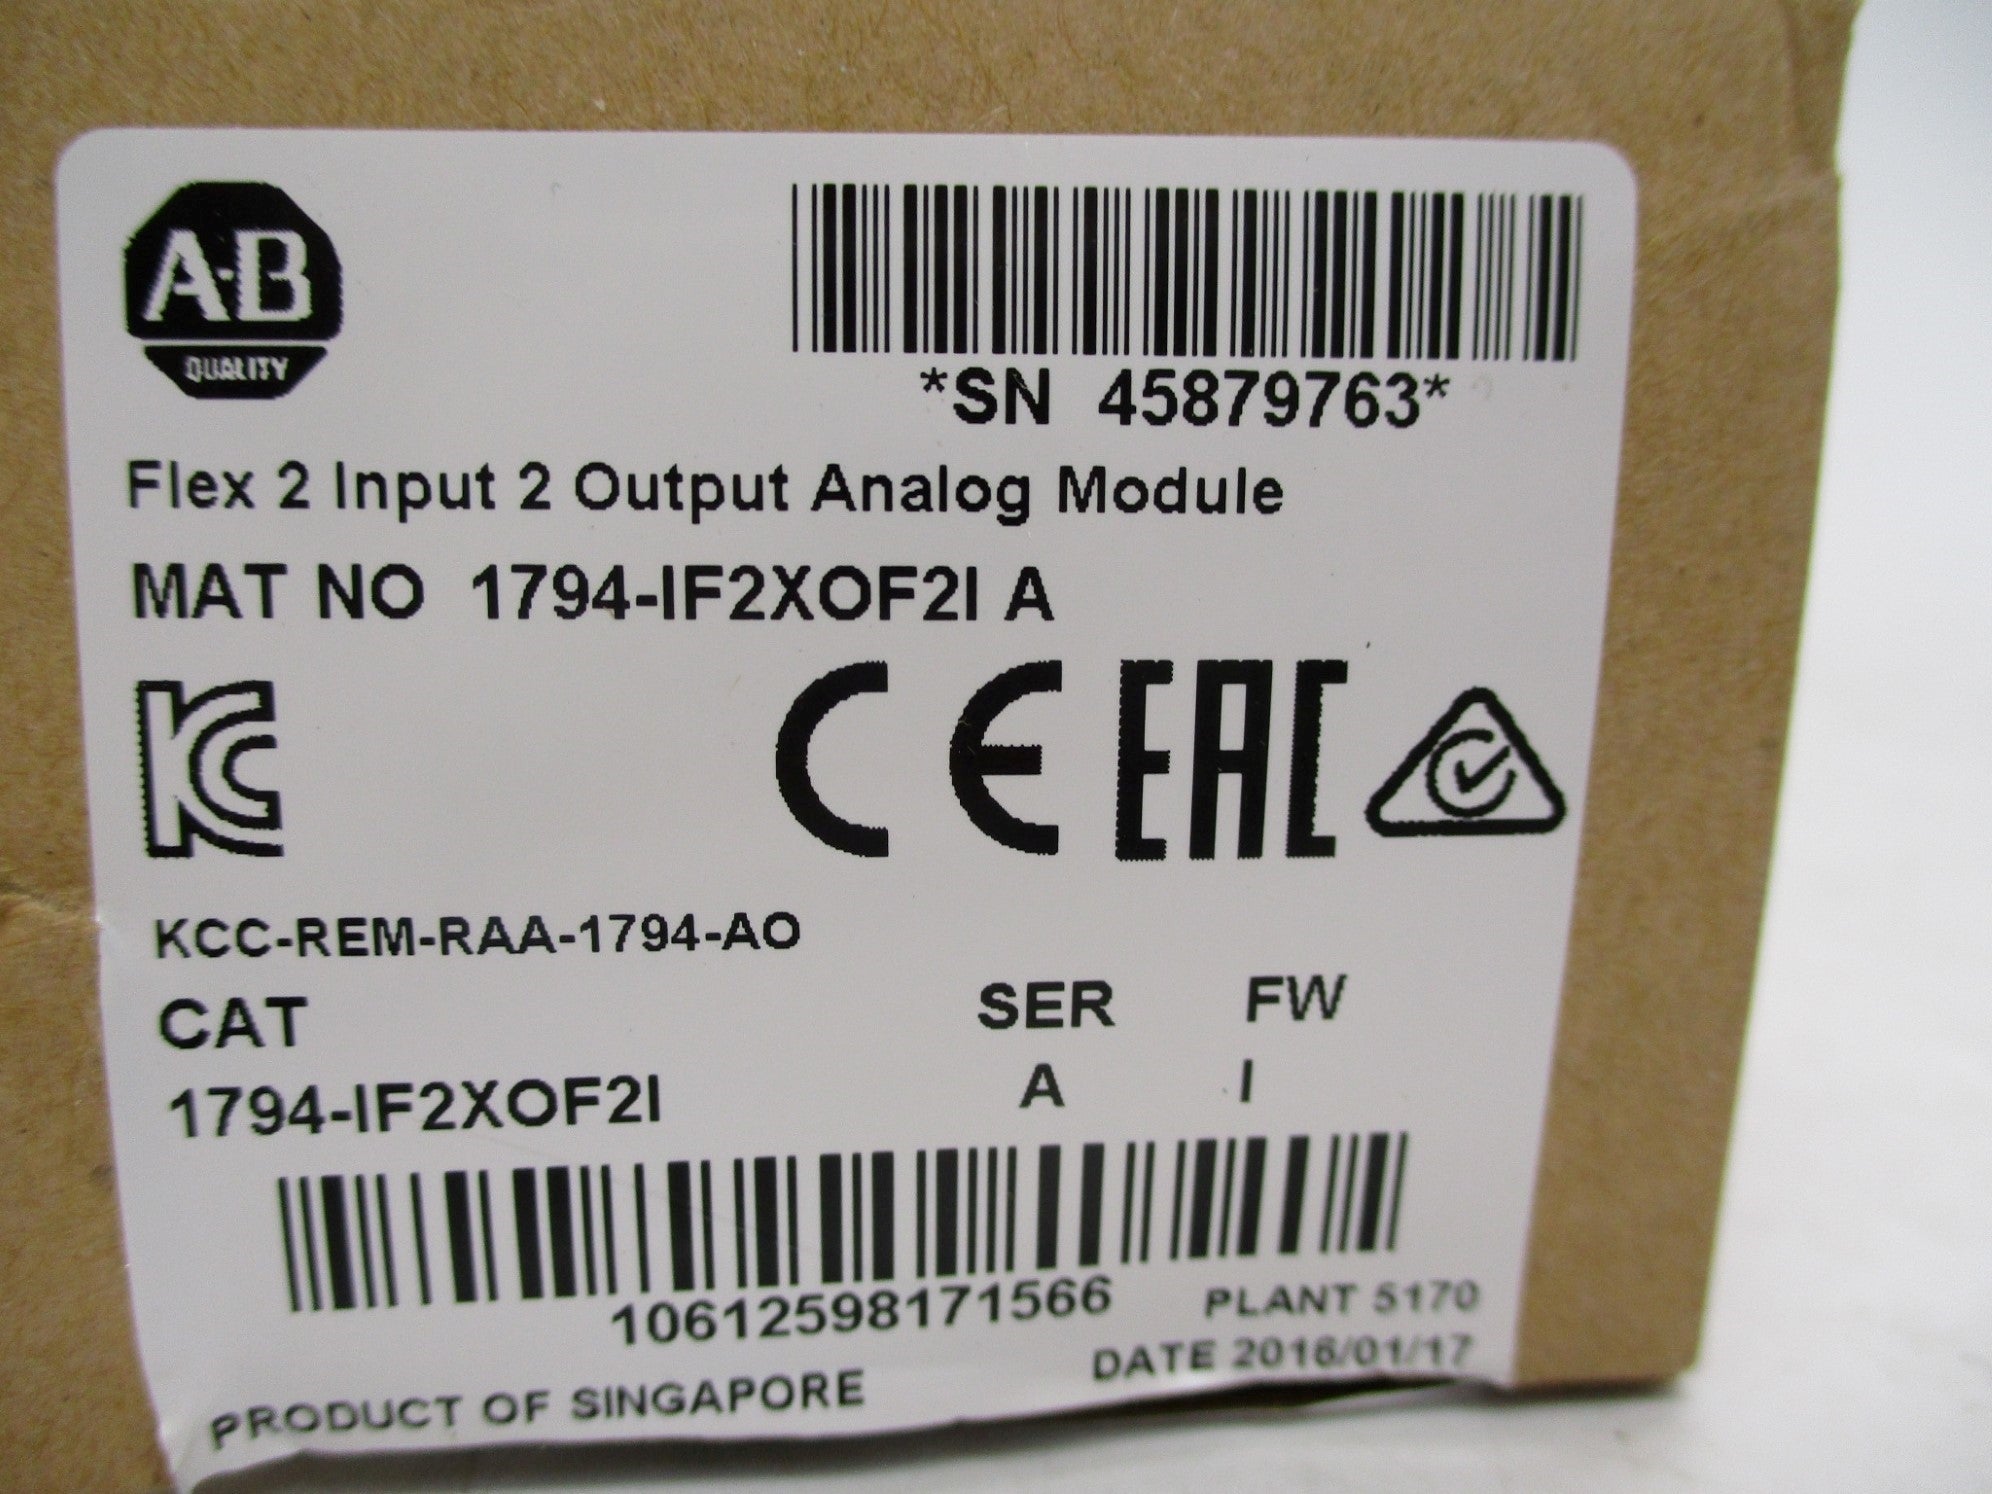 A-B
QUALITY
*SN 45879763*
Flex 2 Input 2 Output Analog Module
MAT NO 1794-IF2XOF2I A
KC CE EAC
KCC-REM-RAA-1794-AO
CAT SER FW
1794-IF2XOF2I A I
10612598171566
PLANT 5170
DATE 2016/01/17
PRODUCT OF SINGAPORE